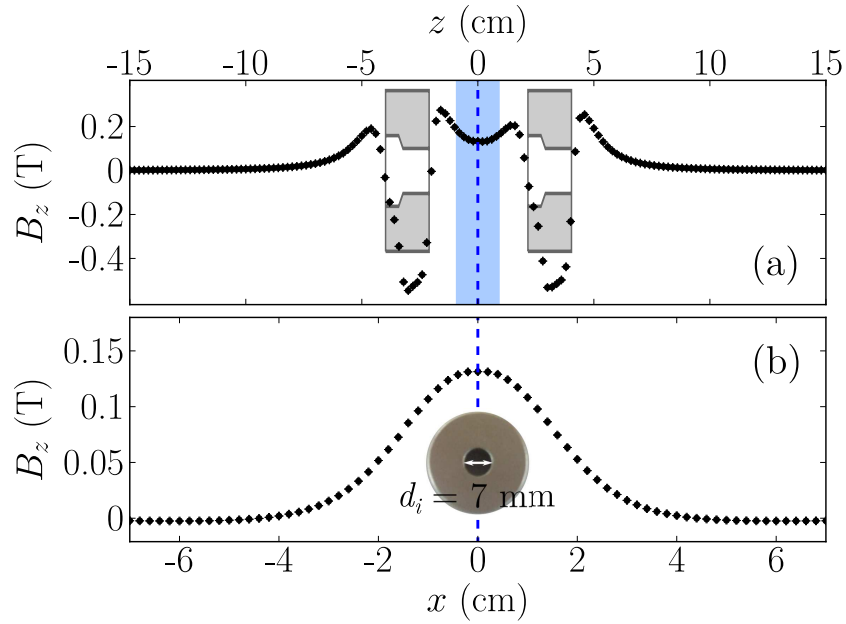 z (cm)
-15 -10 -5 0 5 10 15
B_z (T)
0.2
0
-0.2
-0.4
(a)
B_z (T)
0.15
0.1
0.05
0
(b)
d_i = 7 mm
-6 -4 -2 0 2 4 6
x (cm)